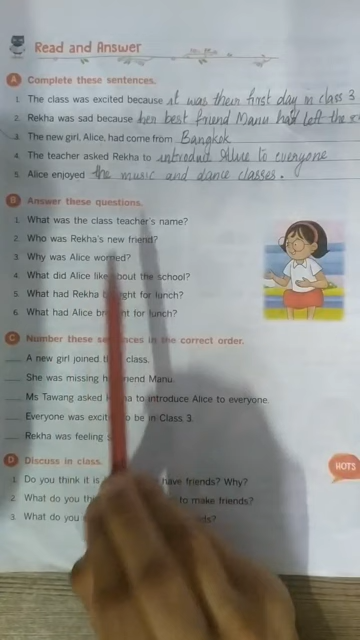 Read and Answer
A Complete these sentences.
1. The class was excited because it was their first day in class 3
2. Rekha was sad because her best friend Manu had left the
3. The new girl, Alice, had come from Bangkok
4. The teacher asked Rekha to introduce Alice to everyone
5. Alice enjoyed the music and dance classes.
B Answer these questions.
1. What was the class teacher's name?
2. Who was Rekha's new friend?
3. Why was Alice worried?
4. What did Alice like about the school?
5. What had Rekha brought for lunch?
6. What had Alice brought for lunch?
C Number these sentences in the correct order.
A new girl joined the class.
She was missing her friend Manu.
Ms Tawang asked Rekha to introduce Alice to everyone.
Everyone was excited to be in Class 3.
Rekha was feeling
D Discuss in class.
HOTS
1. Do you think it is have friends? Why?
2. What do you think to make friends?
3. What do you